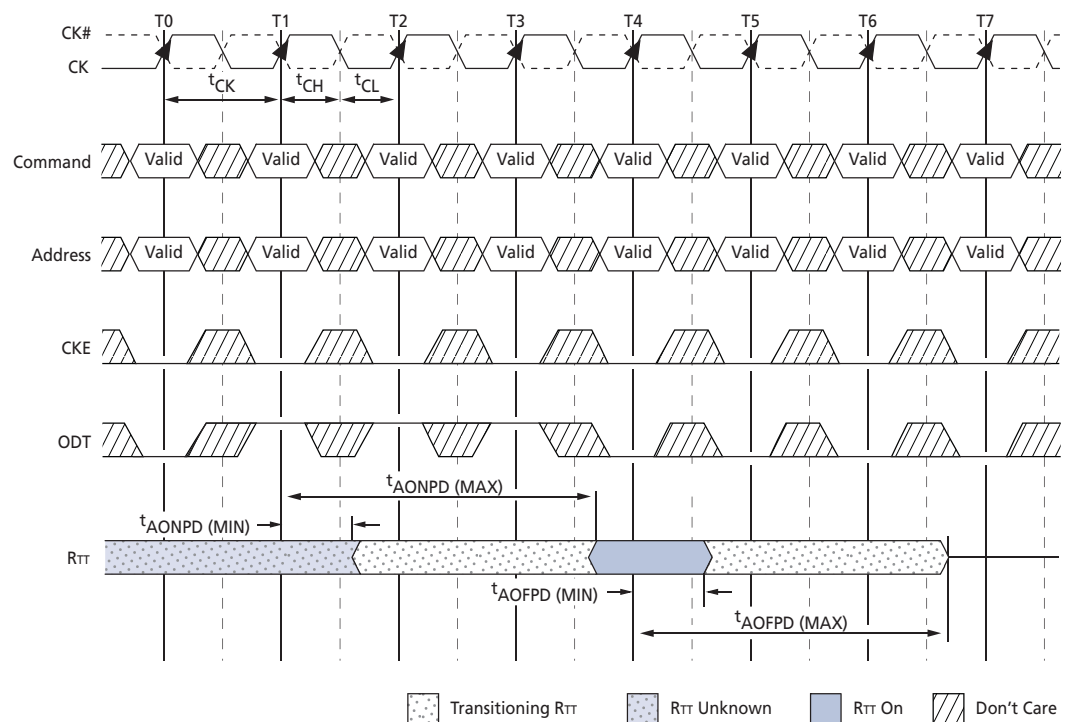 T0 T1 T2 T3 T4 T5 T6 T7
CK#
CK
tCK tCH tCL
Command Valid Valid Valid Valid Valid Valid Valid Valid
Address Valid Valid Valid Valid Valid Valid Valid Valid
CKE
ODT
tAONPD (MAX)
tAONPD (MIN)
RTT
tAOFPD (MIN)
tAOFPD (MAX)
Transitioning RTT RTT Unknown RTT On Don't Care